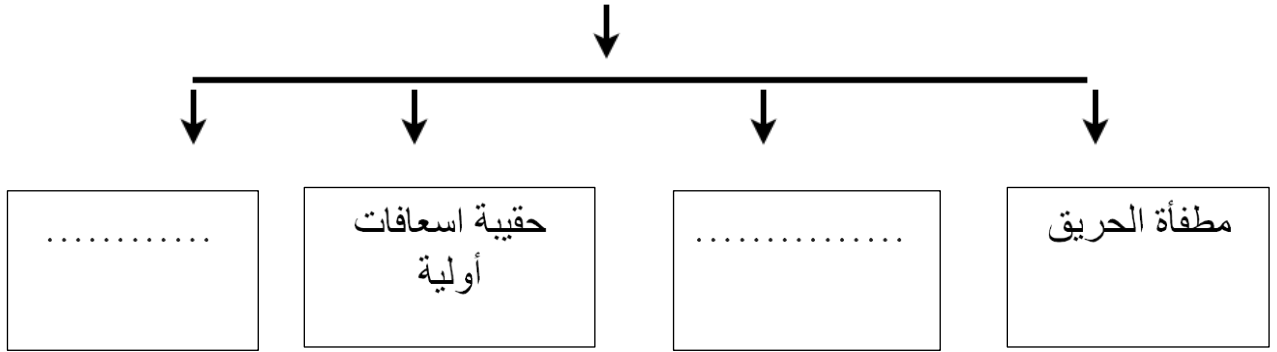 مطفأة الحريق
...............
حقيبة اسعافات
أولية
............